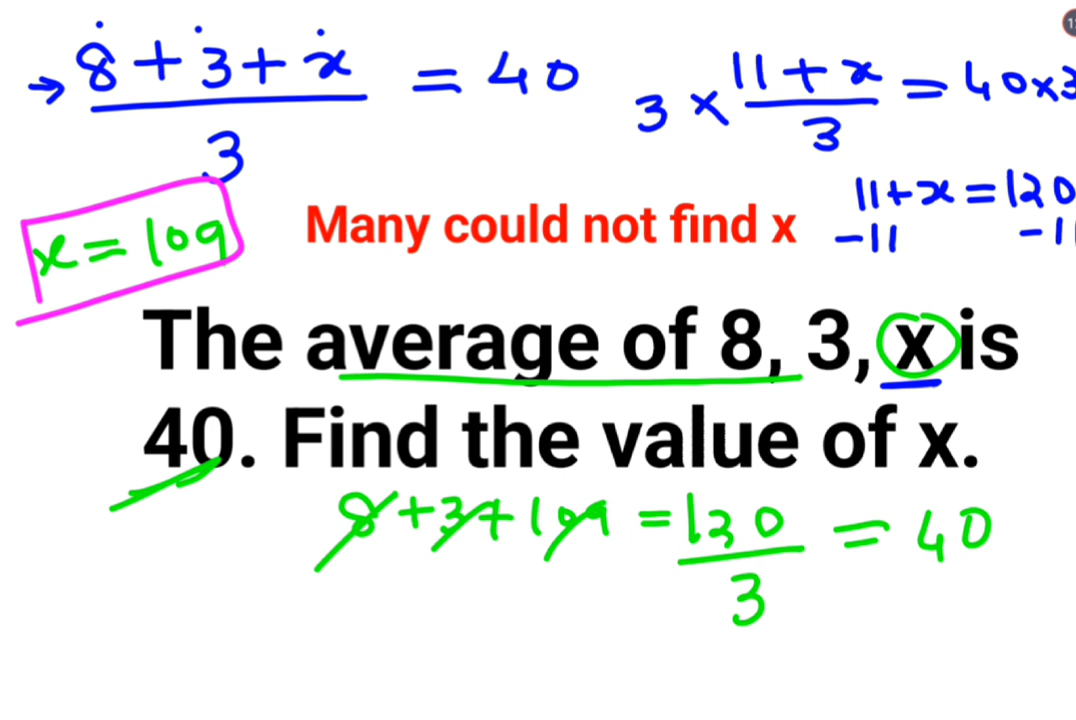 → 8 + 3 + x / 3 = 40
3 × 11 + x / 3 = 40×3
11 + x = 120
-11 -11
x = 109
Many could not find x
The average of 8, 3, x is
40. Find the value of x.
8 + 3 + 109 = 120 / 3 = 40